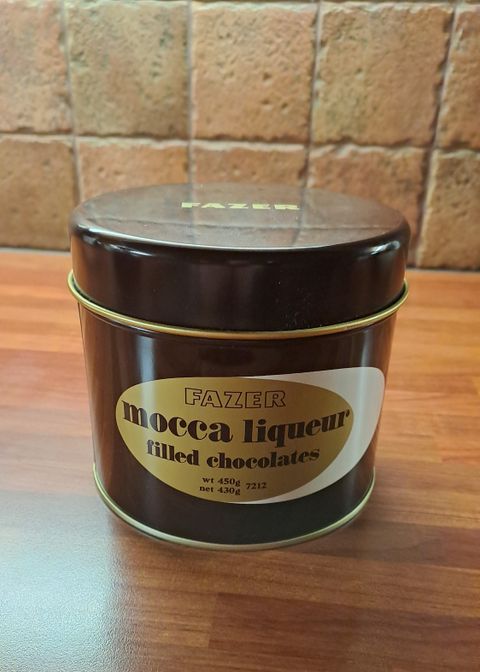 FAZER
FAZER
mocca liqueur
filled chocolates
wt 450g
net 430g 7212